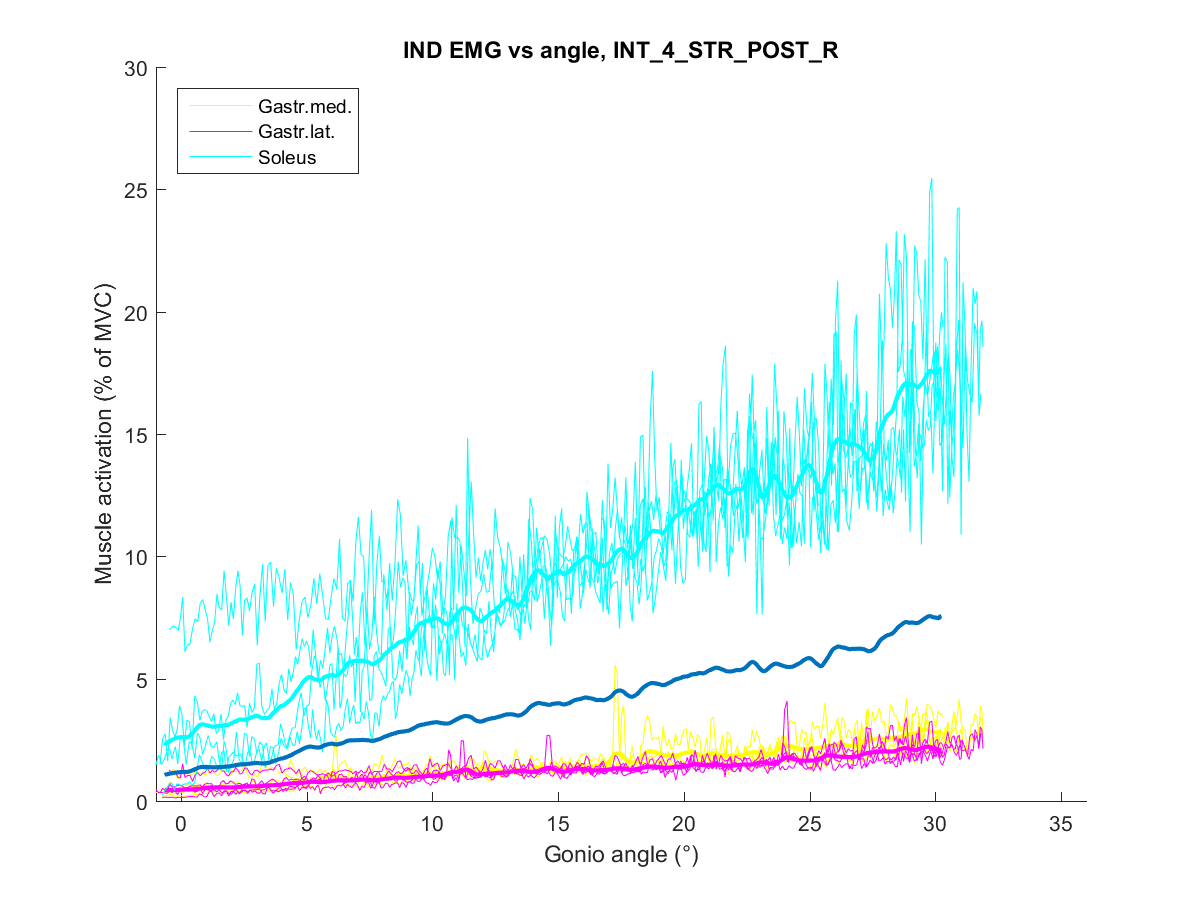 IND EMG vs angle, INT_4_STR_POST_R
30
25
20
15
10
5
0
Muscle activation (% of MVC)
Gastr.med.
Gastr.lat.
Soleus
0 5 10 15 20 25 30 35
Gonio angle (°)